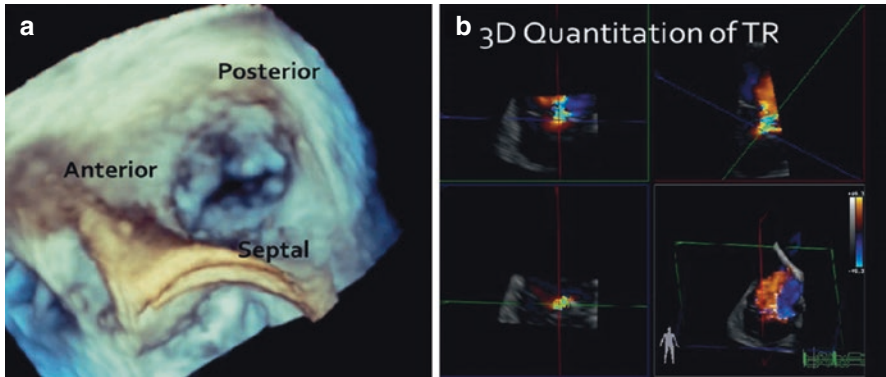 a
Posterior
Anterior
Septal
b
3D Quantitation of TR